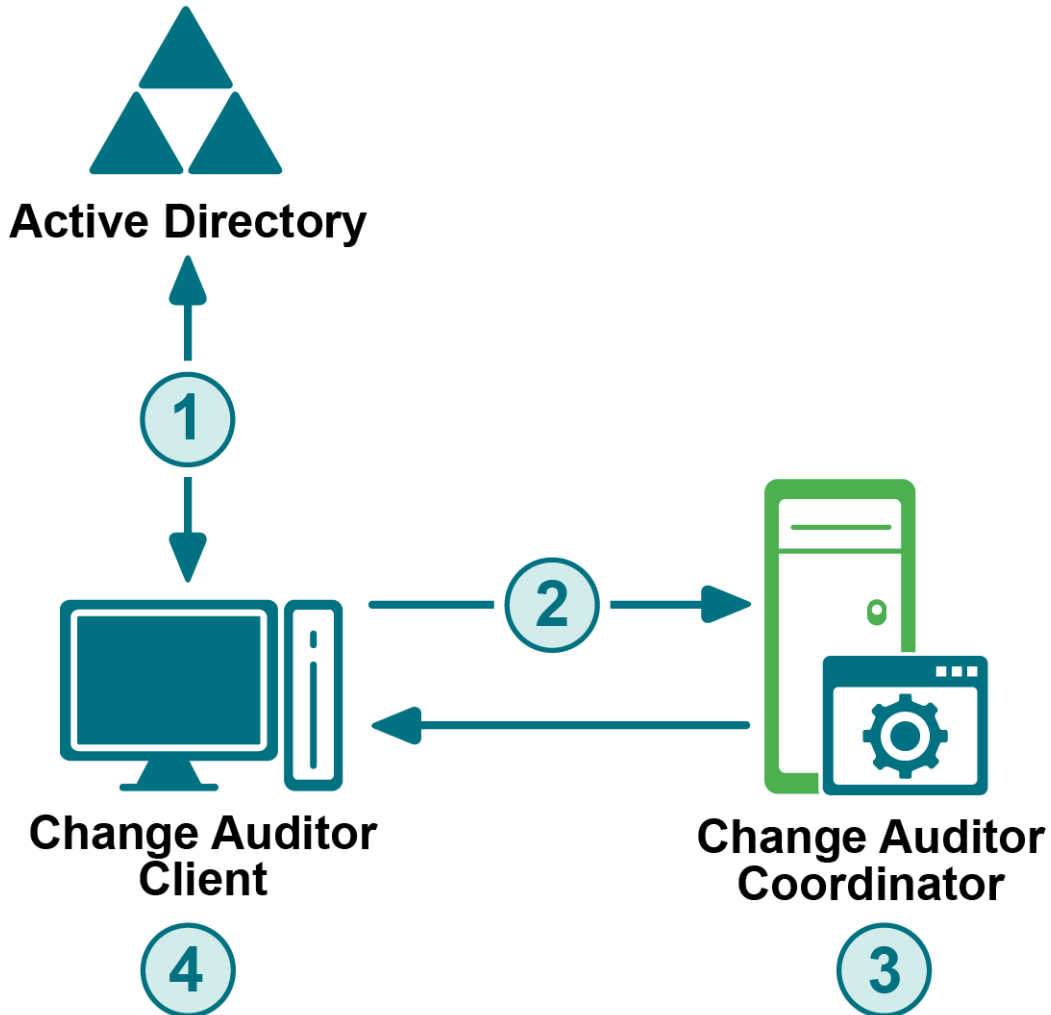 Active Directory
1
2
Change Auditor
Client
Change Auditor
Coordinator
4
3